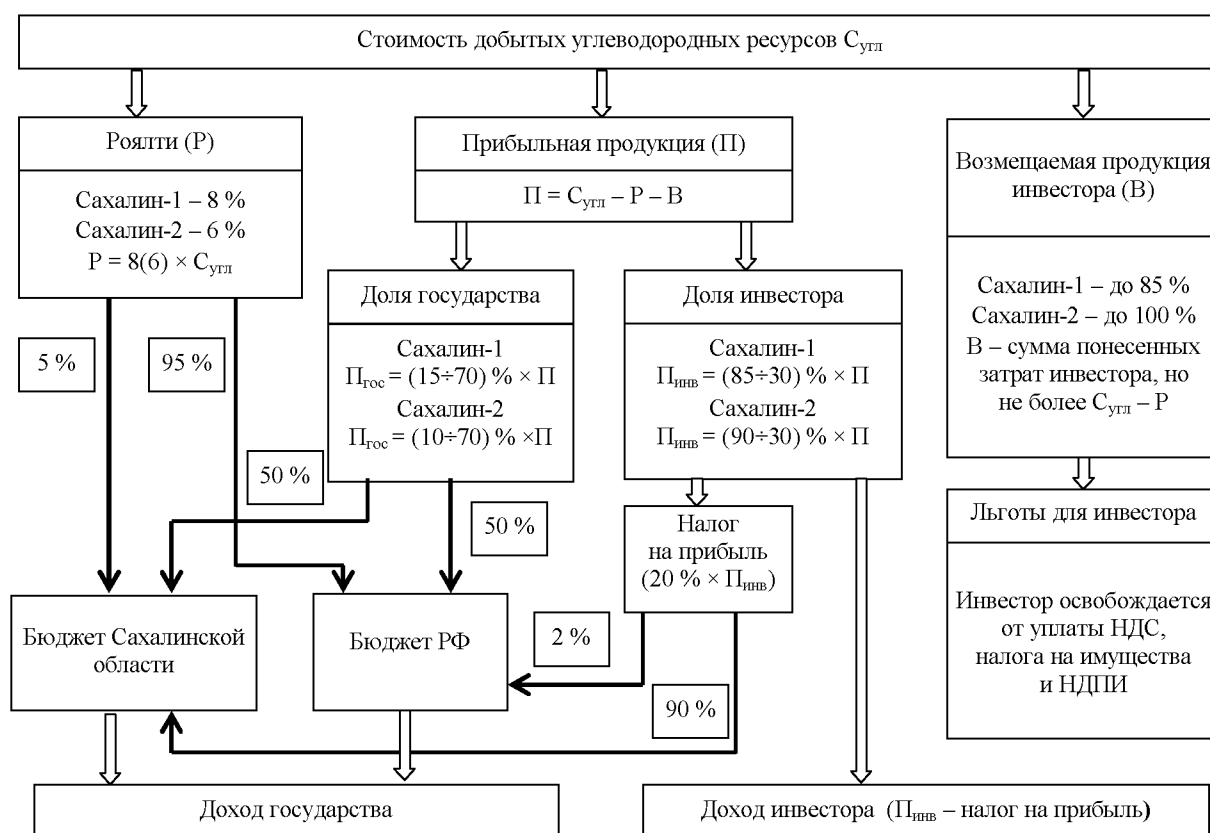 Стоимость добытых углеводородных ресурсов Сугл
Роялти (Р)
Сахалин-1 – 8 %
Сахалин-2 – 6 %
Р = 8(6) × Сугл
Прибыльная продукция (П)
П = Сугл – Р – В
Возмещаемая продукция
инвестора (В)
Сахалин-1 – до 85 %
Сахалин-2 – до 100 %
В – сумма понесенных
затрат инвестора, но
не более Сугл – Р
Доля государства
Сахалин-1
Пгос = (15÷70) % × П
Сахалин-2
Пгос = (10÷70) % ×П
Доля инвестора
Сахалин-1
Пинв = (85÷30) % × П
Сахалин-2
Пинв = (90÷30) % × П
5 %
95 %
50 %
50 %
Налог
на прибыль
(20 % × Пинв)
Льготы для инвестора
Инвестор освобождается
от уплаты НДС,
налога на имущества
и НДПИ
Бюджет Сахалинской
области
Бюджет РФ
2 %
90 %
Доход государства
Доход инвестора (Пинв – налог на прибыль)